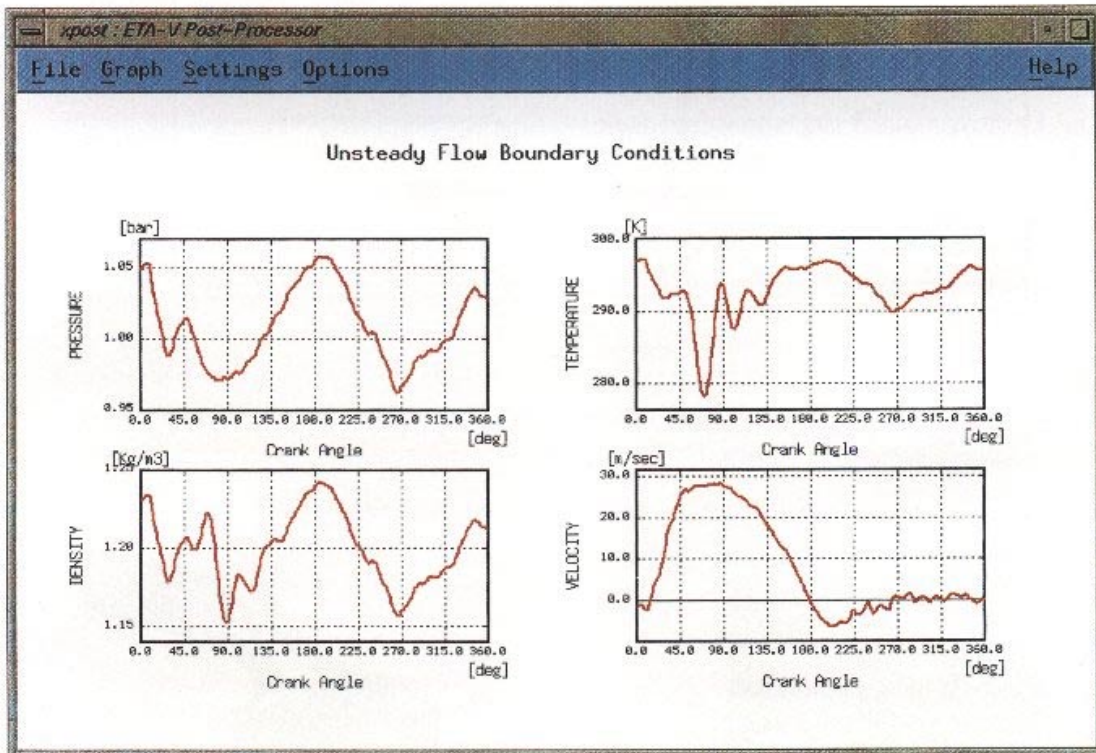 xpost : ETA-V Post-Processor
File Graph Settings Options Help
Unsteady Flow Boundary Conditions
[bar]
1.05
1.00
0.95
PRESSURE
0.0 45.0 90.0 135.0 180.0 225.0 270.0 315.0 360.0
[deg]
Crank Angle
[K]
300.0
290.0
280.0
TEMPERATURE
0.0 45.0 90.0 135.0 180.0 225.0 270.0 315.0 360.0
[deg]
Crank Angle
[Kg/m3]
1.25
1.20
1.15
DENSITY
0.0 45.0 90.0 135.0 180.0 225.0 270.0 315.0 360.0
[deg]
Crank Angle
[m/sec]
30.0
20.0
10.0
0.0
VELOCITY
0.0 45.0 90.0 135.0 180.0 225.0 270.0 315.0 360.0
[deg]
Crank Angle